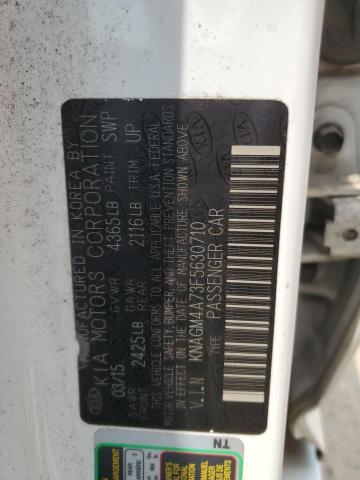 MANUFACTURED IN KOREA BY
KIA MOTORS CORPORATION
03/15 GVWR 4365LB PAINT SWP
GAWR FRONT 2425LB GAWR REAR 2116LB TRIM UP
THIS VEHICLE CONFORMS TO ALL APPLICABLE U.S.A FEDERAL
MOTOR VEHICLE SAFETY, BUMPER, AND THEFT PREVENTION STANDARDS
IN EFFECT ON THE DATE OF MANUFACTURE SHOWN ABOVE
V.I.N KNAGM4A73F5630710
TYPE: PASSENGER CAR
TN
REAR